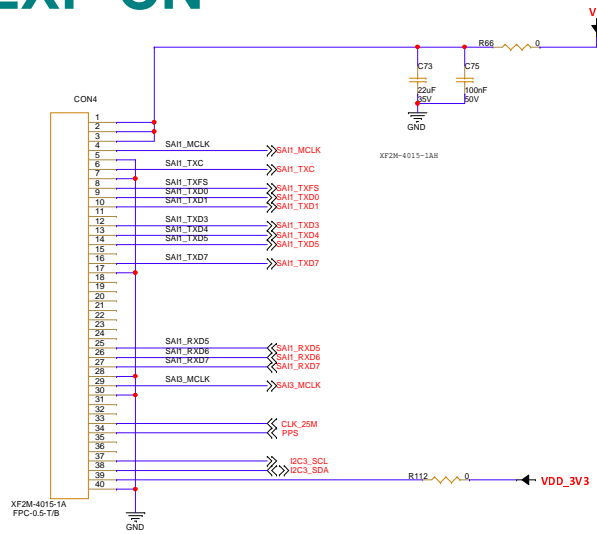 EXP CN
V
R66 0
C73 C75
22uF 100nF
35V 50V
CON4
GND
XF2M-4015-1AH
1
2
3
4 SAI1_MCLK SAI1_MCLK
5
6 SAI1_TXC SAI1_TXC
7
8 SAI1_TXFS SAI1_TXFS
9 SAI1_TXD0 SAI1_TXD0
10 SAI1_TXD1 SAI1_TXD1
11
12 SAI1_TXD3 SAI1_TXD3
13 SAI1_TXD4 SAI1_TXD4
14 SAI1_TXD5 SAI1_TXD5
15
16 SAI1_TXD7 SAI1_TXD7
17
18
19
20
21
22
23
24
25 SAI1_RXD5 SAI1_RXD5
26 SAI1_RXD6 SAI1_RXD6
27 SAI1_RXD7 SAI1_RXD7
28
29 SAI3_MCLK SAI3_MCLK
30
31
32
33 CLK_25M
34 PPS
35
36
37 I2C3_SCL
38 I2C3_SDA
39 R112 0 VDD_3V3
40
XF2M-4015-1A
FPC-0.5-T/B
GND